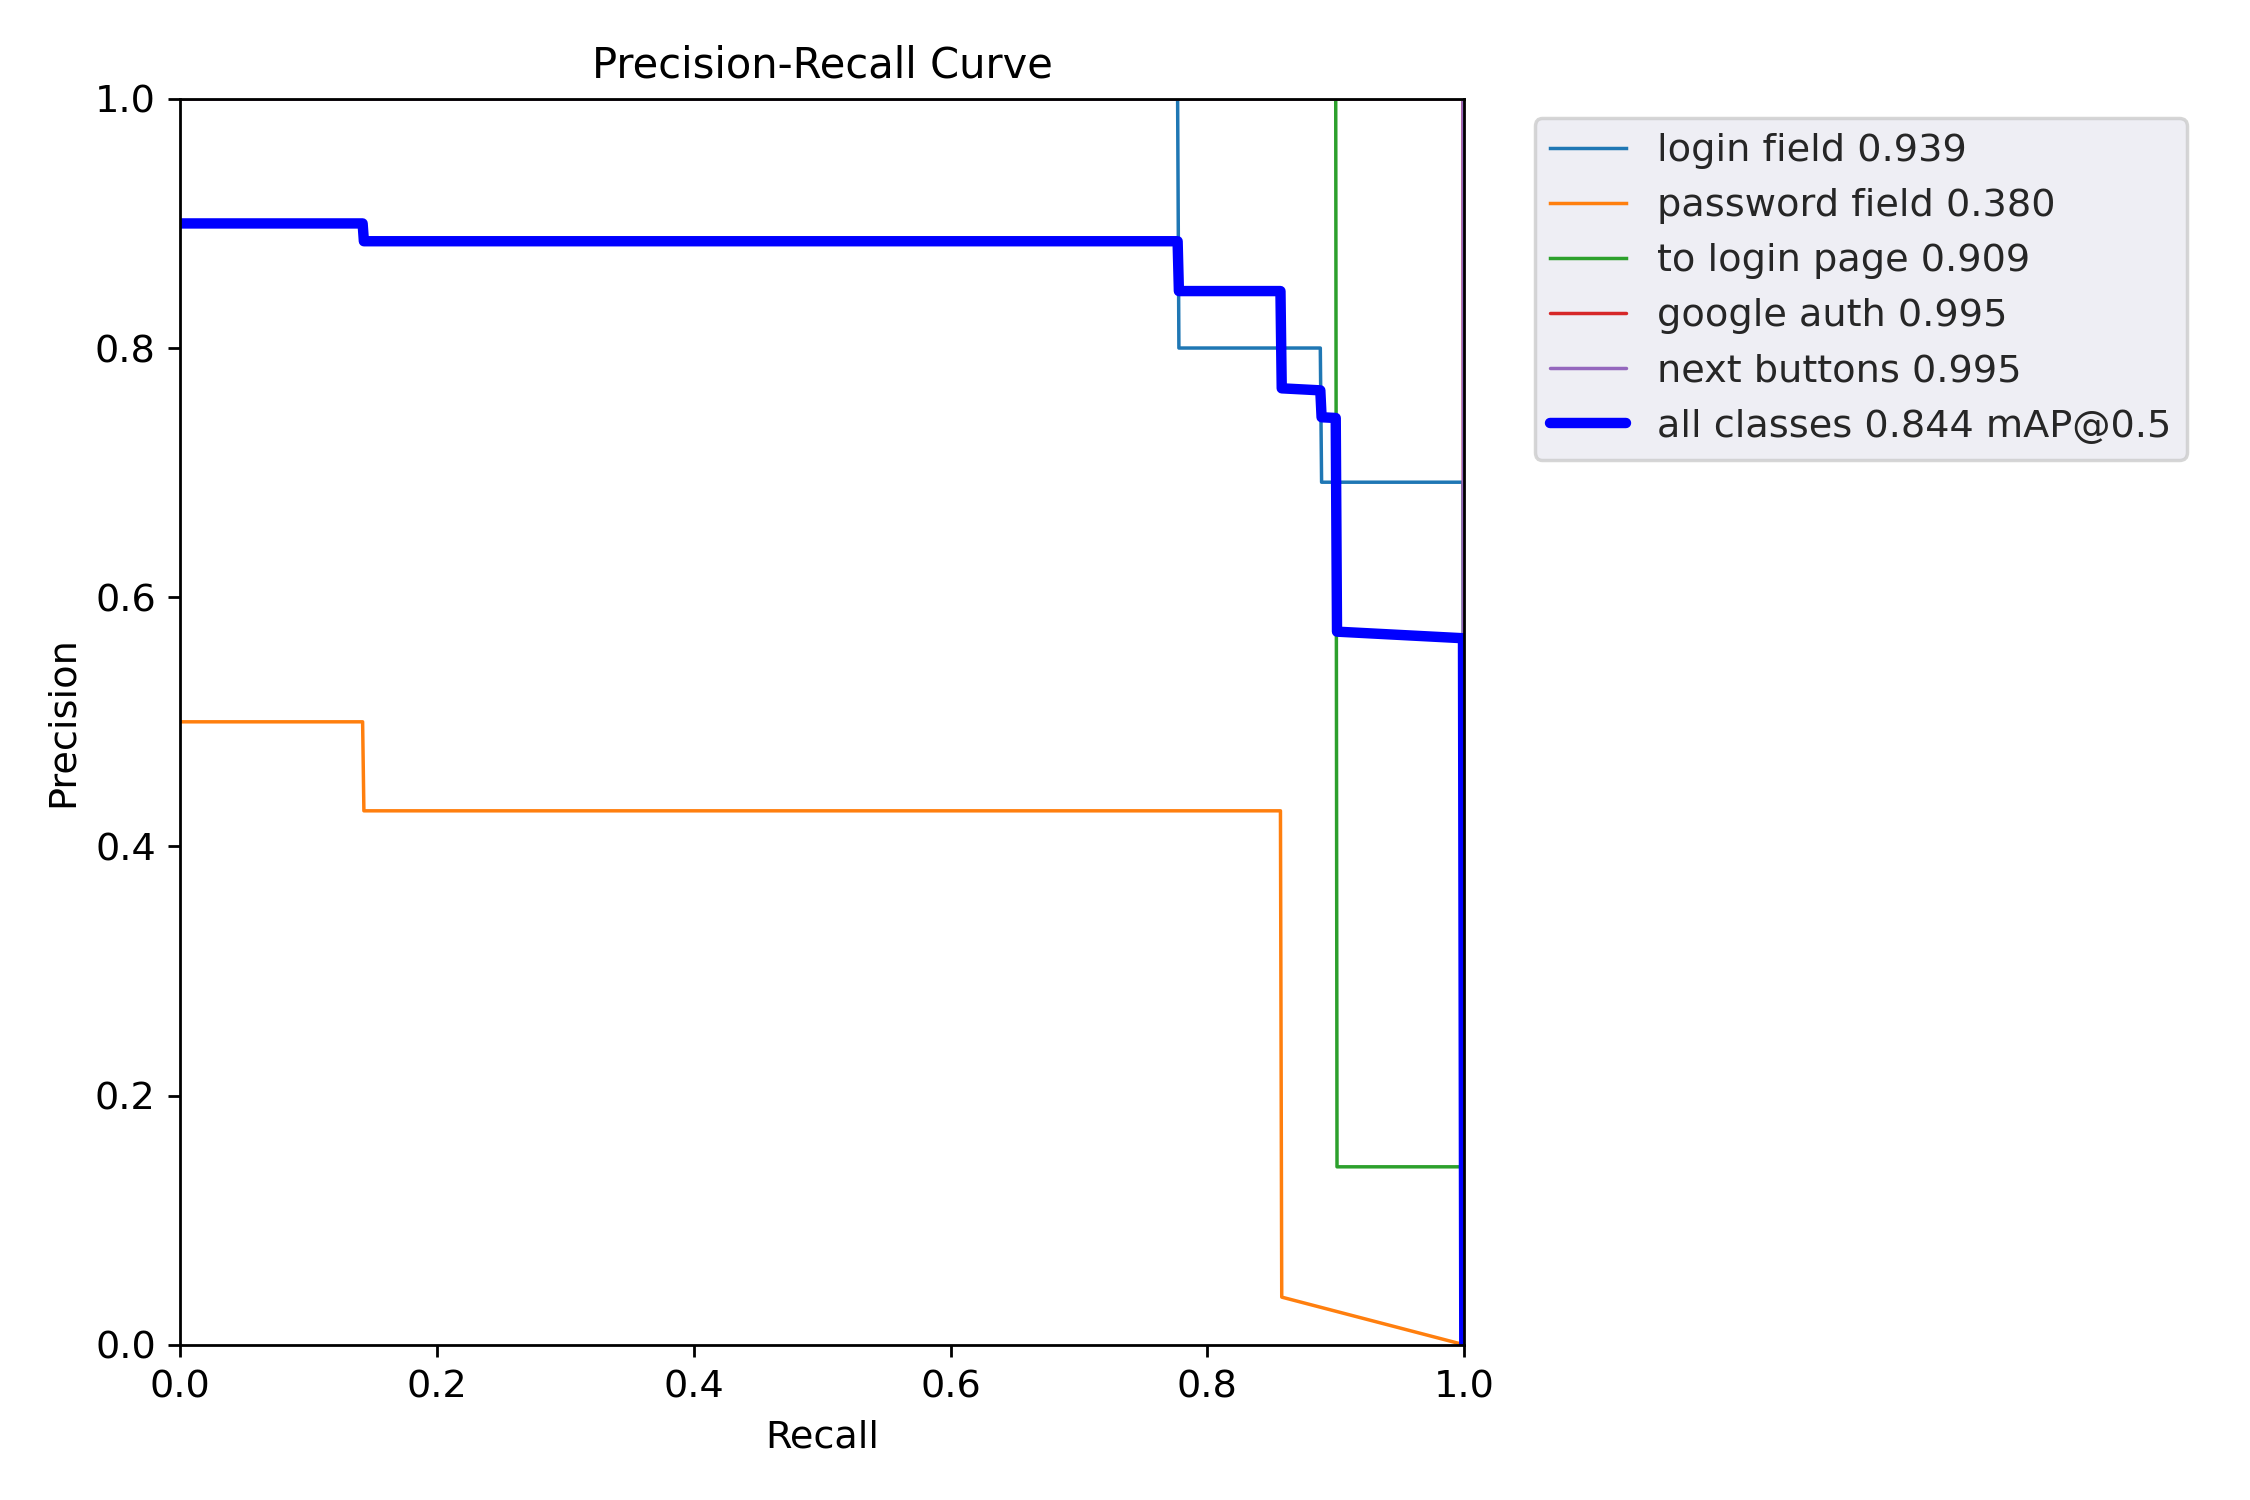 Precision-Recall Curve
1.0
0.8
0.6
0.4
0.2
0.0
Precision
0.0 0.2 0.4 0.6 0.8 1.0
Recall
login field 0.939
password field 0.380
to login page 0.909
google auth 0.995
next buttons 0.995
all classes 0.844 mAP@0.5